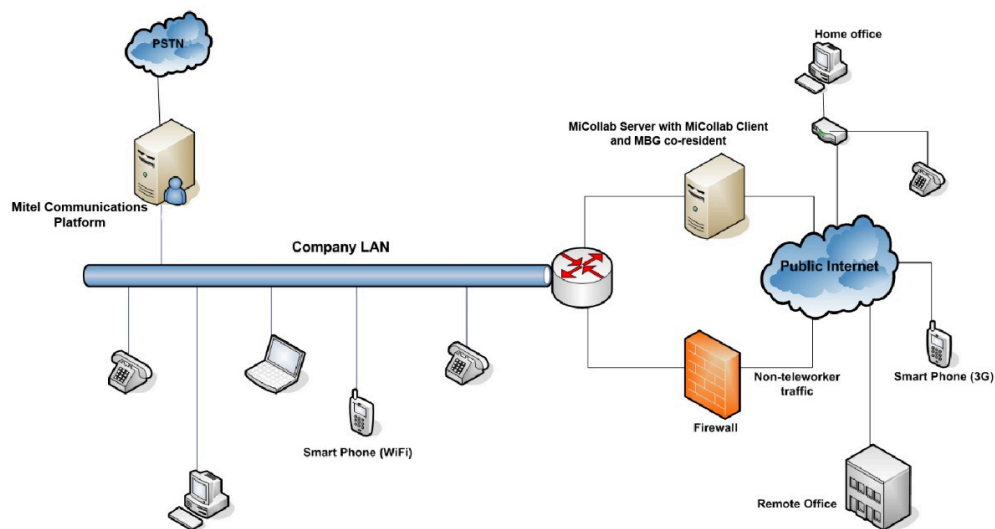 PSTN
Home office
MiCollab Server with MiCollab Client
and MBG co-resident
Mitel Communications
Platform
Company LAN
Public Internet
Non-teleworker
traffic
Smart Phone (3G)
Firewall
Smart Phone (WiFi)
Remote Office